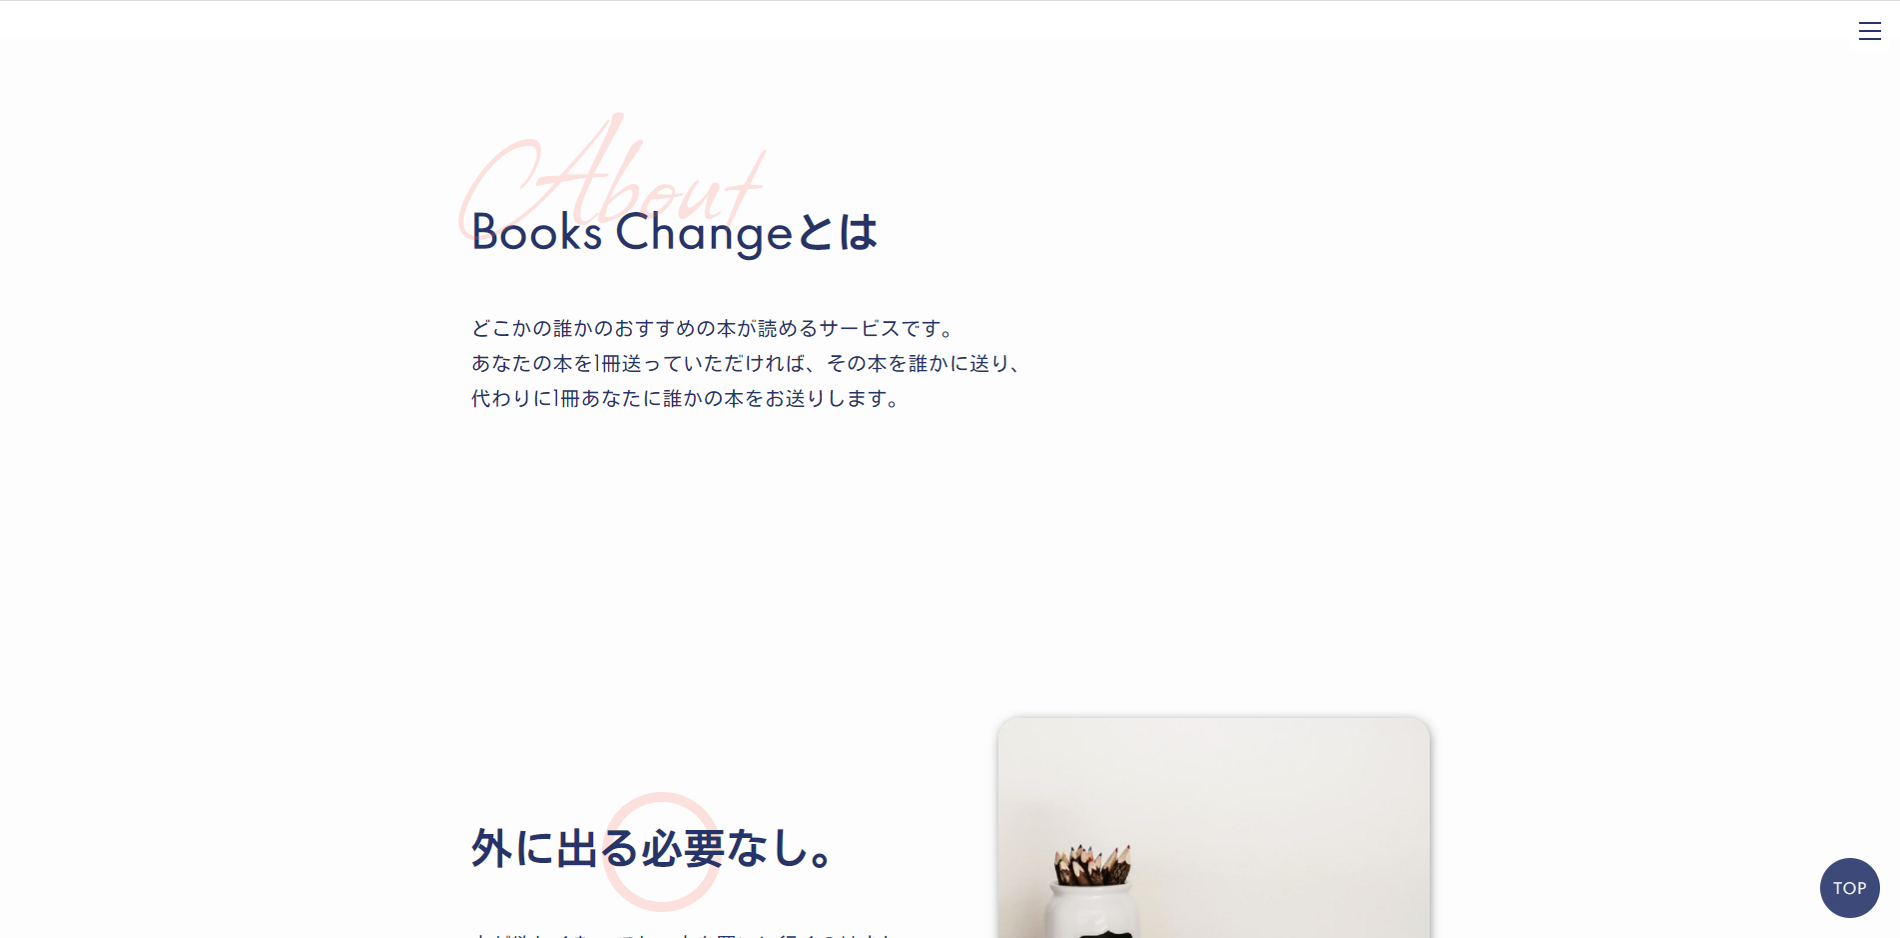 About
Books Changeとは
どこかの誰かのおすすめの本が読めるサービスです。
あなたの本を1冊送っていただければ、その本を誰かに送り、
代わりに1冊あなたに誰かの本をお送りします。
外に出る必要なし。
TOP